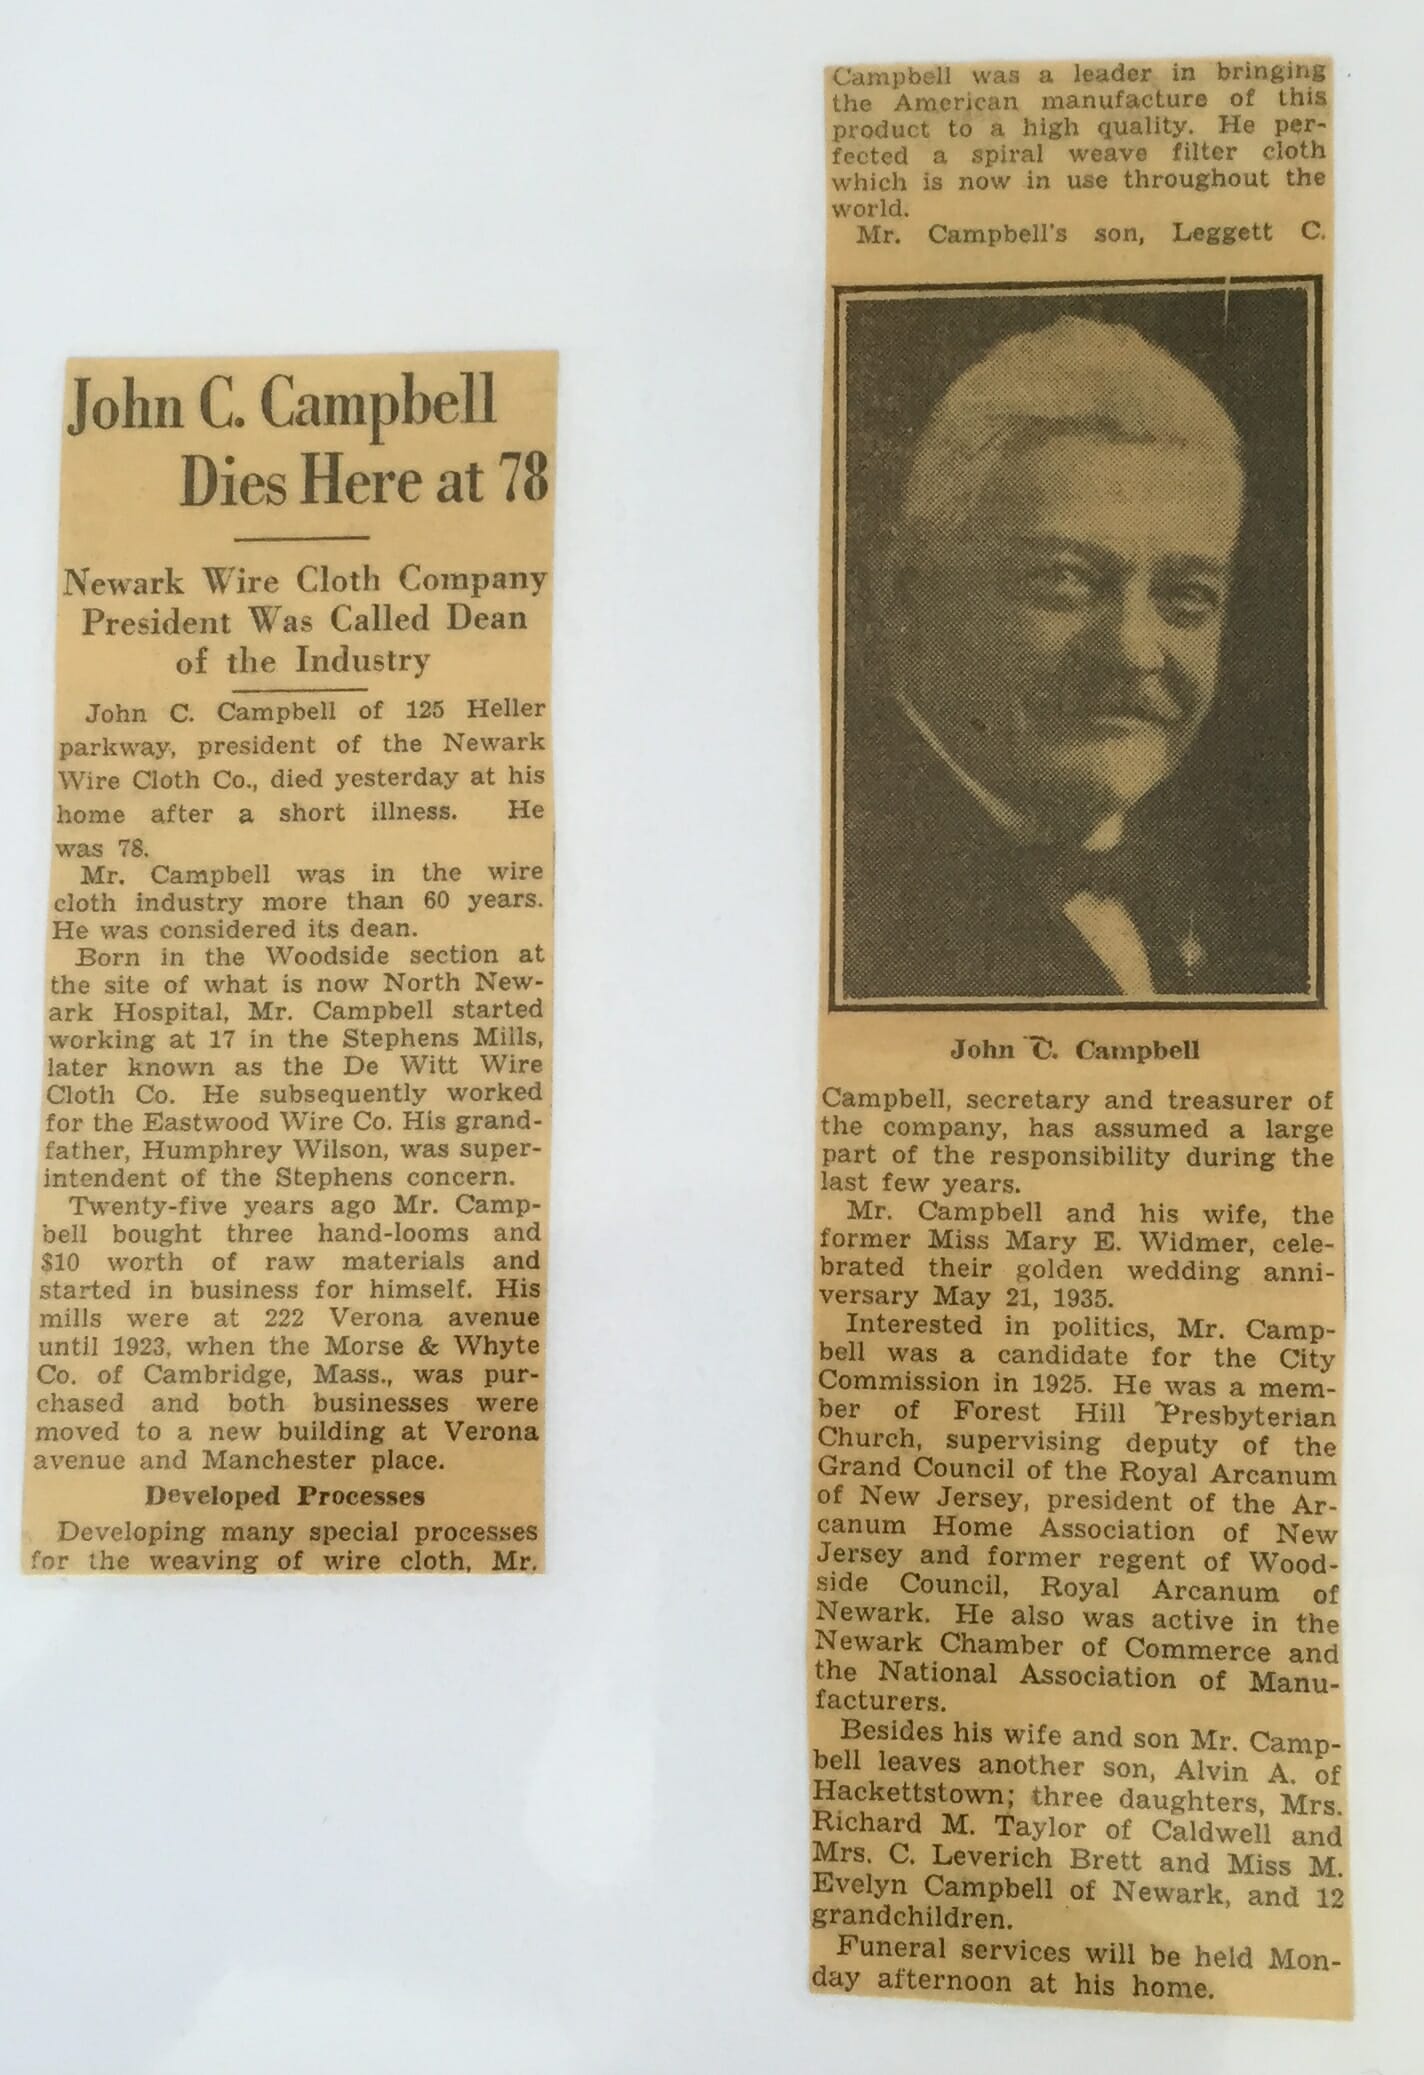 John C. Campbell
Dies Here at 78
Newark Wire Cloth Company
President Was Called Dean
of the Industry
John C. Campbell of 125 Heller
parkway, president of the Newark
Wire Cloth Co., died yesterday at his
home after a short illness. He
was 78.
Mr. Campbell was in the wire
cloth industry more than 60 years.
He was considered its dean.
Born in the Woodside section at
the site of what is now North New-
ark Hospital, Mr. Campbell started
working at 17 in the Stephens Mills,
later known as the De Witt Wire
Cloth Co. He subsequently worked
for the Eastwood Wire Co. His grand-
father, Humphrey Wilson, was super-
intendent of the Stephens concern.
Twenty-five years ago Mr. Camp-
bell bought three hand-looms and
$10 worth of raw materials and
started in business for himself. His
mills were at 222 Verona avenue
until 1923, when the Morse & Whyte
Co. of Cambridge, Mass., was pur-
chased and both businesses were
moved to a new building at Verona
avenue and Manchester place.
Developed Processes
Developing many special processes
for the weaving of wire cloth, Mr.
Campbell was a leader in bringing
the American manufacture of this
product to a high quality. He per-
fected a spiral weave filter cloth
which is now in use throughout the
world.
Mr. Campbell's son, Leggett C.
John C. Campbell
Campbell, secretary and treasurer of
the company, has assumed a large
part of the responsibility during the
last few years.
Mr. Campbell and his wife, the
former Miss Mary E. Widmer, cele-
brated their golden wedding anni-
versary May 21, 1935.
Interested in politics, Mr. Camp-
bell was a candidate for the City
Commission in 1925. He was a mem-
ber of Forest Hill Presbyterian
Church, supervising deputy of the
Grand Council of the Royal Arcanum
of New Jersey, president of the Ar-
canum Home Association of New
Jersey and former regent of Wood-
side Council, Royal Arcanum of
Newark. He also was active in the
Newark Chamber of Commerce and
the National Association of Manu-
facturers.
Besides his wife and son Mr. Camp-
bell leaves another son, Alvin A. of
Hackettstown; three daughters, Mrs.
Richard M. Taylor of Caldwell and
Mrs. C. Leverich Brett and Miss M.
Evelyn Campbell of Newark, and 12
grandchildren.
Funeral services will be held Mon-
day afternoon at his home.